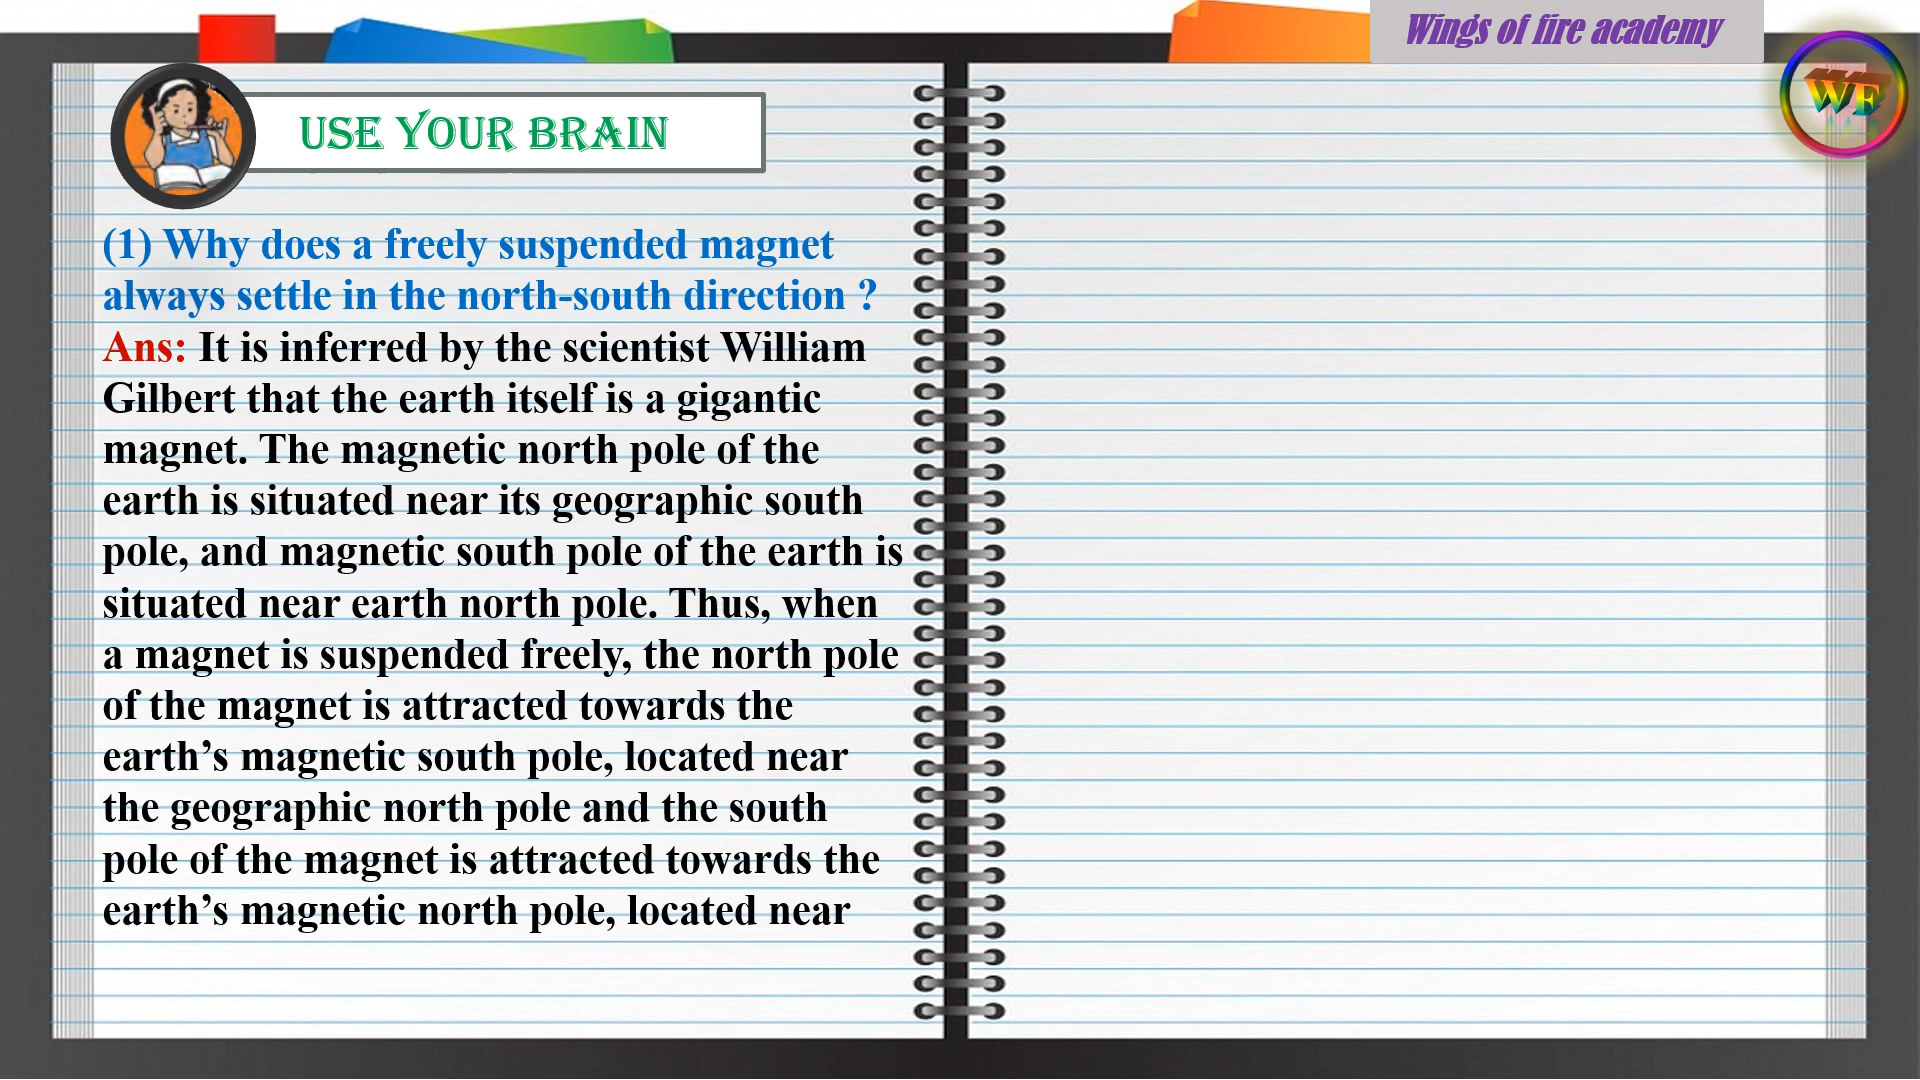 Wings of fire academy
WF
USE YOUR BRAIN
(1) Why does a freely suspended magnet
always settle in the north-south direction ?
Ans: It is inferred by the scientist William
Gilbert that the earth itself is a gigantic
magnet. The magnetic north pole of the
earth is situated near its geographic south
pole, and magnetic south pole of the earth is
situated near earth north pole. Thus, when
a magnet is suspended freely, the north pole
of the magnet is attracted towards the
earth’s magnetic south pole, located near
the geographic north pole and the south
pole of the magnet is attracted towards the
earth’s magnetic north pole, located near